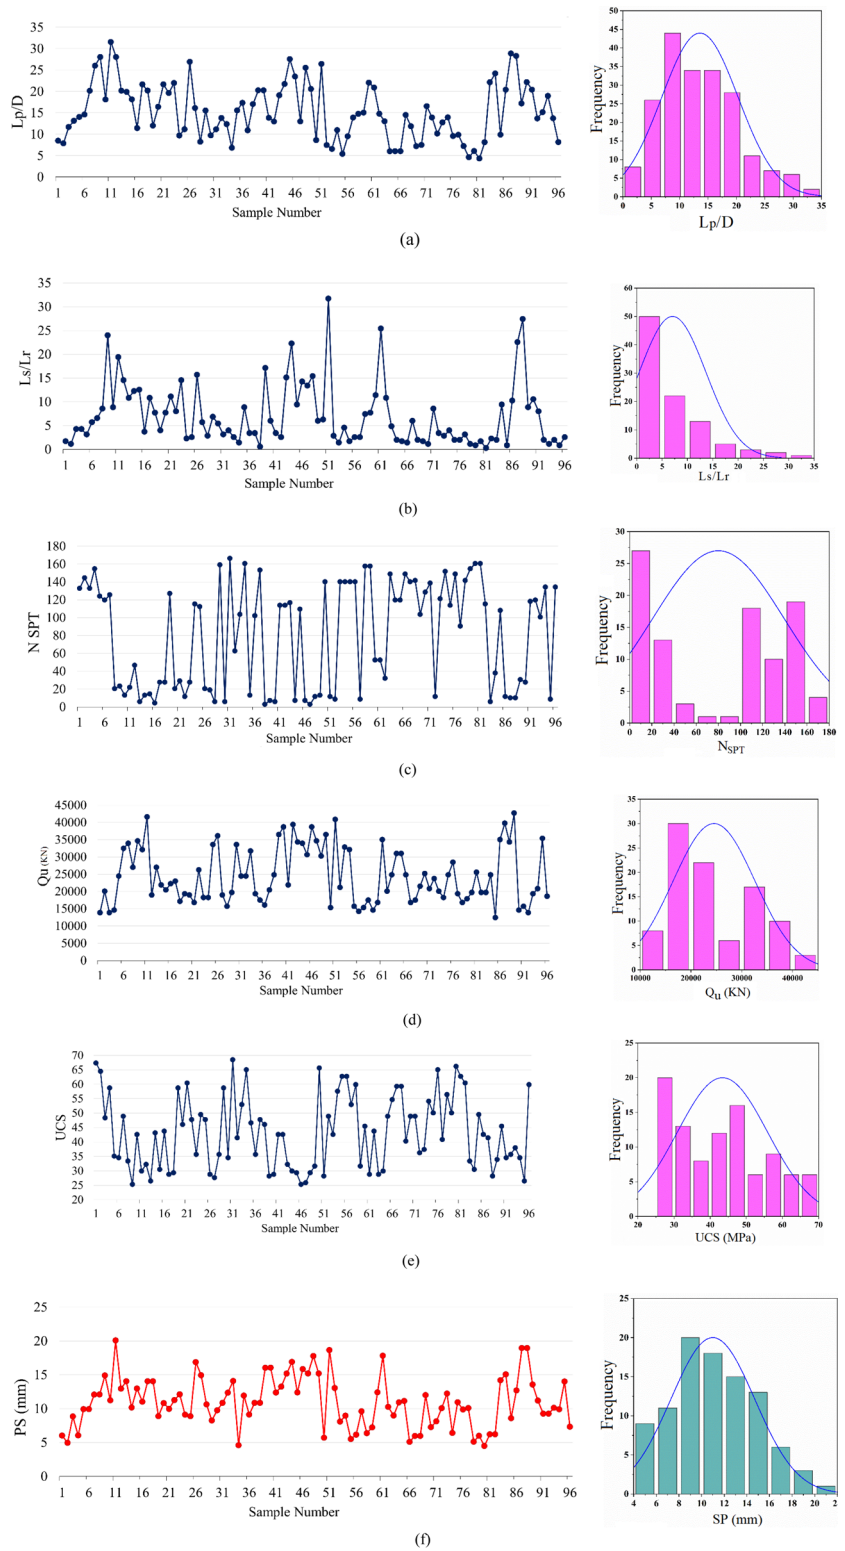 35
30
25
20
15
10
5
0
Lp/D
1 6 11 16 21 26 31 36 41 46 51 56 61 66 71 76 81 86 91 96
Sample Number
50
45
40
35
30
25
20
15
10
5
0
Frequency
0 5 10 15 20 25 30 35
Lp/D
(a)
35
30
25
20
15
10
5
0
Ls/Lr
1 6 11 16 21 26 31 36 41 46 51 56 61 66 71 76 81 86 91 96
Sample Number
60
50
40
30
20
10
0
Frequency
0 5 10 15 20 25 30 35
Ls/Lr
(b)
180
160
140
120
100
80
60
40
20
0
N SPT
1 6 11 16 21 26 31 36 41 46 51 56 61 66 71 76 81 86 91 96
Sample Number
30
25
20
15
10
5
0
Frequency
0 20 40 60 80 100 120 140 160 180
NSPT
(c)
45000
40000
35000
30000
25000
20000
15000
10000
5000
0
Qu (KN)
1 6 11 16 21 26 31 36 41 46 51 56 61 66 71 76 81 86 91 96
Sample Number
35
30
25
20
15
10
5
0
Frequency
10000 20000 30000 40000
Qu (KN)
(d)
70
65
60
55
50
45
40
35
30
25
20
UCS
1 6 11 16 21 26 31 36 41 46 51 56 61 66 71 76 81 86 91 96
Sample Number
25
20
15
10
5
0
Frequency
20 30 40 50 60 70
UCS (MPa)
(e)
25
20
15
10
5
0
PS (mm)
1 6 11 16 21 26 31 36 41 46 51 56 61 66 71 76 81 86 91 96
Sample Number
25
20
15
10
5
0
Frequency
4 6 8 10 12 14 16 18 20 2
SP (mm)
(f)